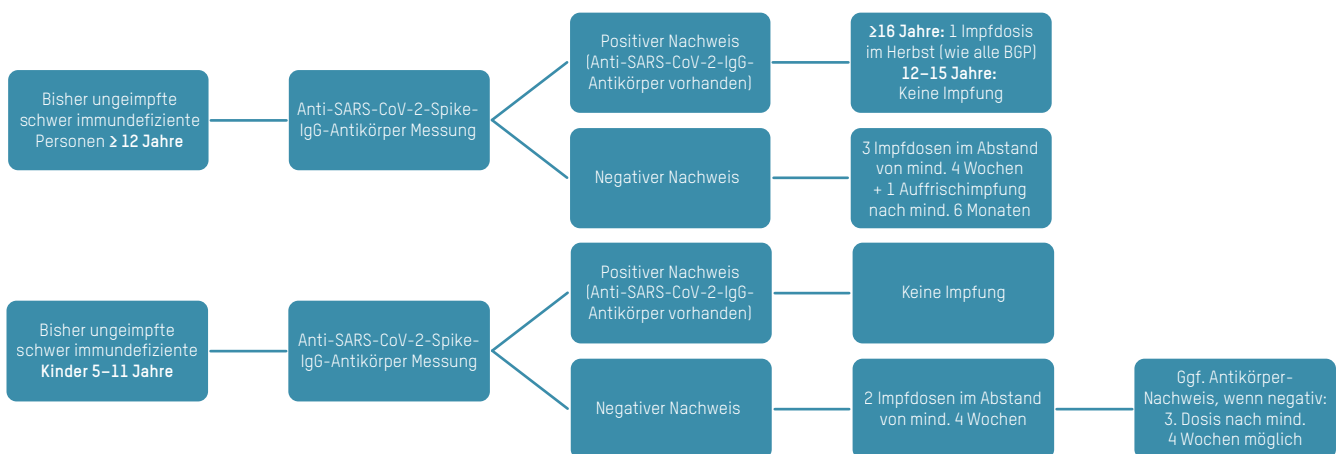 Bisher ungeimpfte
schwer immundefiziente
Personen ≥ 12 Jahre
Anti-SARS-CoV-2-Spike-
IgG-Antikörper Messung
Positiver Nachweis
(Anti-SARS-CoV-2-IgG-
Antikörper vorhanden)
≥16 Jahre: 1 Impfdosis
im Herbst (wie alle BGP)
12–15 Jahre:
Keine Impfung
Negativer Nachweis
3 Impfdosen im Abstand
von mind. 4 Wochen
+ 1 Auffrischimpfung
nach mind. 6 Monaten
Bisher ungeimpfte
schwer immundefiziente
Kinder 5–11 Jahre
Anti-SARS-CoV-2-Spike-
IgG-Antikörper Messung
Positiver Nachweis
(Anti-SARS-CoV-2-IgG-
Antikörper vorhanden)
Keine Impfung
Negativer Nachweis
2 Impfdosen im Abstand
von mind. 4 Wochen
Ggf. Antikörper-
Nachweis, wenn negativ:
3. Dosis nach mind.
4 Wochen möglich